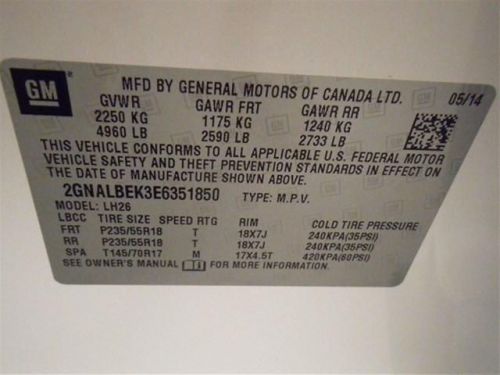 GM ®
MFD BY GENERAL MOTORS OF CANADA LTD. 05/14
GVWR GAWR FRT GAWR RR
2250 KG 1175 KG 1240 KG
4960 LB 2590 LB 2733 LB
THIS VEHICLE CONFORMS TO ALL APPLICABLE U.S. FEDERAL MOTOR
VEHICLE SAFETY AND THEFT PREVENTION STANDARDS IN EFFECT ON
THE DATE OF MANUFACTURE SHOWN ABOVE.
2GNALBEK3E6351850 TYPE: M.P.V.
MODEL: LH26
LBCC TIRE SIZE SPEED RTG RIM COLD TIRE PRESSURE
FRT P235/55R18 T 18X7J 240KPA(35PSI)
RR P235/55R18 T 18X7J 240KPA(35PSI)
SPA T145/70R17 M 17X4.5T 420KPA(60PSI)
SEE OWNER'S MANUAL FOR MORE INFORMATION.